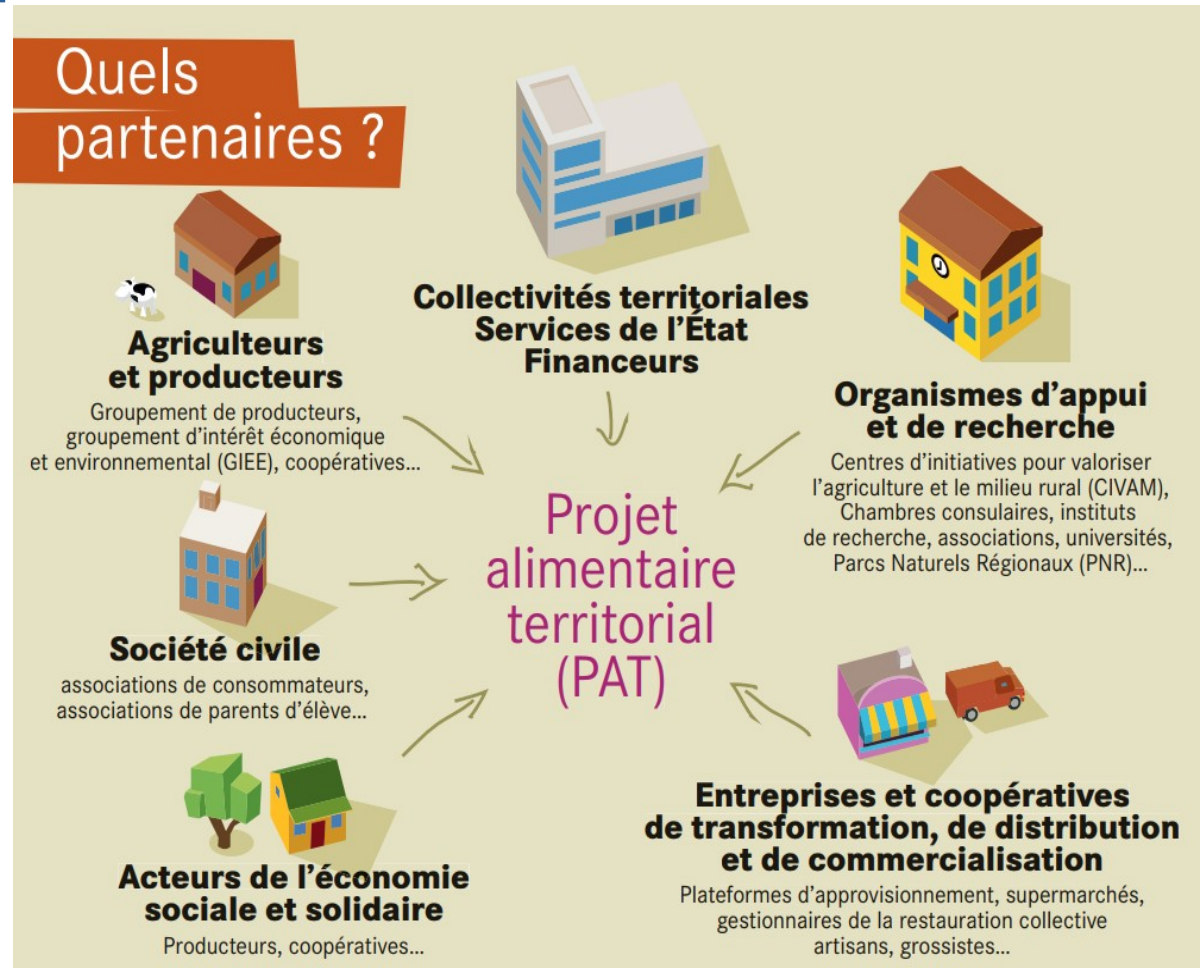 Quels
partenaires ?
Collectivités territoriales
Services de l'État
Financeurs
Agriculteurs
et producteurs
Groupement de producteurs,
groupement d'intérêt économique
et environnemental (GIEE), coopératives...
Organismes d'appui
et de recherche
Centres d'initiatives pour valoriser
l'agriculture et le milieu rural (CIVAM),
Chambres consulaires, instituts
de recherche, associations, universités,
Parcs Naturels Régionaux (PNR)...
Projet
alimentaire
territorial
(PAT)
Société civile
associations de consommateurs,
associations de parents d'élève...
Acteurs de l'économie
sociale et solidaire
Producteurs, coopératives...
Entreprises et coopératives
de transformation, de distribution
et de commercialisation
Plateformes d'approvisionnement, supermarchés,
gestionnaires de la restauration collective
artisans, grossistes...